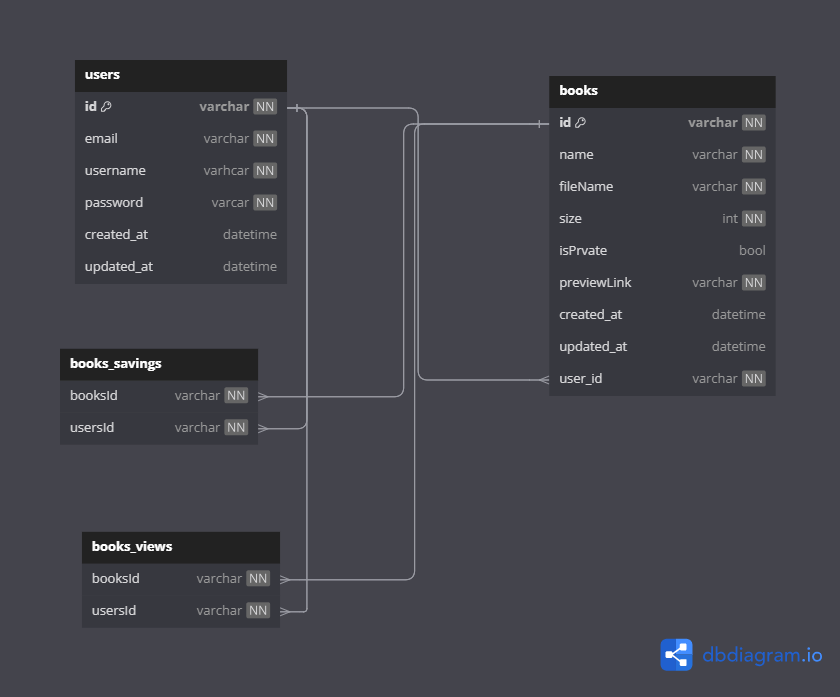 users
id varchar NN
email varchar NN
username varhcar NN
password varcar NN
created_at datetime
updated_at datetime
books
id varchar NN
name varchar NN
fileName varchar NN
size int NN
isPrvate bool
previewLink varchar NN
created_at datetime
updated_at datetime
user_id varchar NN
books_savings
booksId varchar NN
usersId varchar NN
books_views
booksId varchar NN
usersId varchar NN
dbdiagram.io